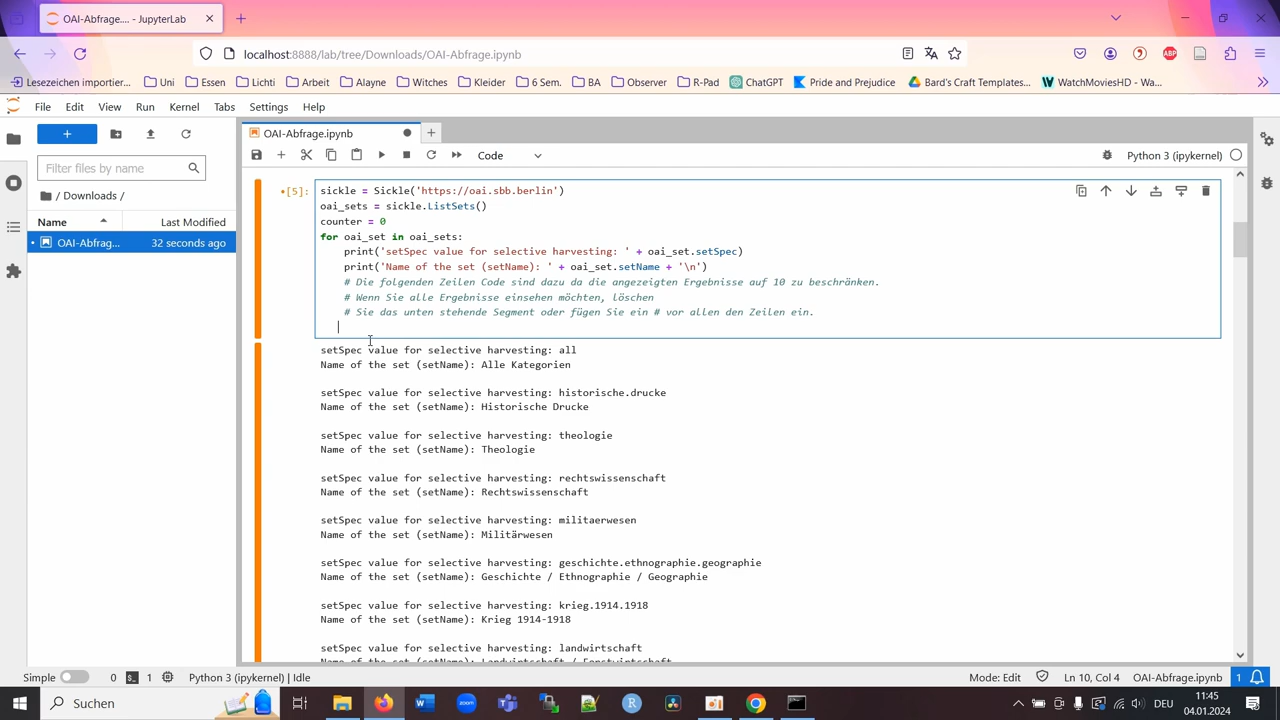 OAI-Abfrage.... - JupyterLab
localhost:8888/lab/tree/Downloads/OAI-Abfrage.ipynb
Lesezeichen importier...
Uni
Essen
Lichti
Arbeit
Alayne
Witches
Kleider
6 Sem.
BA
Observer
R-Pad
ChatGPT
Pride and Prejudice
Bard's Craft Templates...
WatchMoviesHD - Wa...
File Edit View Run Kernel Tabs Settings Help
OAI-Abfrage.ipynb
Code
Python 3 (ipykernel)
Filter files by name
/ Downloads /
Name Last Modified
OAI-Abfrag... 32 seconds ago
[5]:
sickle = Sickle('https://oai.sbb.berlin')
oai_sets = sickle.ListSets()
counter = 0
for oai_set in oai_sets:
    print('setSpec value for selective harvesting: ' + oai_set.setSpec)
    print('Name of the set (setName): ' + oai_set.setName + '\n')
    # Die folgenden Zeilen Code sind dazu da die angezeigten Ergebnisse auf 10 zu beschränken.
    # Wenn Sie alle Ergebnisse einsehen möchten, löschen
    # Sie das unten stehende Segment oder fügen Sie ein # vor allen den Zeilen ein.
setSpec value for selective harvesting: all
Name of the set (setName): Alle Kategorien
setSpec value for selective harvesting: historische.drucke
Name of the set (setName): Historische Drucke
setSpec value for selective harvesting: theologie
Name of the set (setName): Theologie
setSpec value for selective harvesting: rechtswissenschaft
Name of the set (setName): Rechtswissenschaft
setSpec value for selective harvesting: militaerwesen
Name of the set (setName): Militärwesen
setSpec value for selective harvesting: geschichte.ethnographie.geographie
Name of the set (setName): Geschichte / Ethnographie / Geographie
setSpec value for selective harvesting: krieg.1914.1918
Name of the set (setName): Krieg 1914-1918
setSpec value for selective harvesting: landwirtschaft
Name of the set (setName): Landwirtschaft / Forstwirtschaft
Simple 0 1 Python 3 (ipykernel) | Idle
Mode: Edit Ln 10, Col 4 OAI-Abfrage.ipynb 1
Suchen
DEU
11:45
04.01.2024
ABP